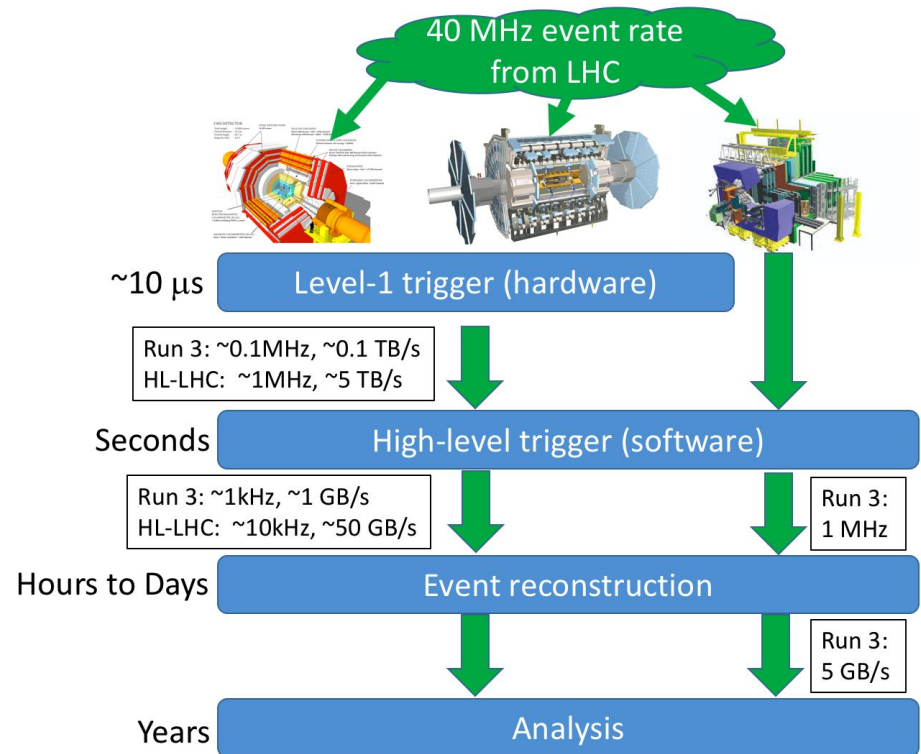 40 MHz event rate
from LHC
CMS DETECTOR
~10 μs
Level-1 trigger (hardware)
Run 3: ~0.1MHz, ~0.1 TB/s
HL-LHC: ~1MHz, ~5 TB/s
Seconds
High-level trigger (software)
Run 3: ~1kHz, ~1 GB/s
HL-LHC: ~10kHz, ~50 GB/s
Run 3:
1 MHz
Hours to Days
Event reconstruction
Run 3:
5 GB/s
Years
Analysis